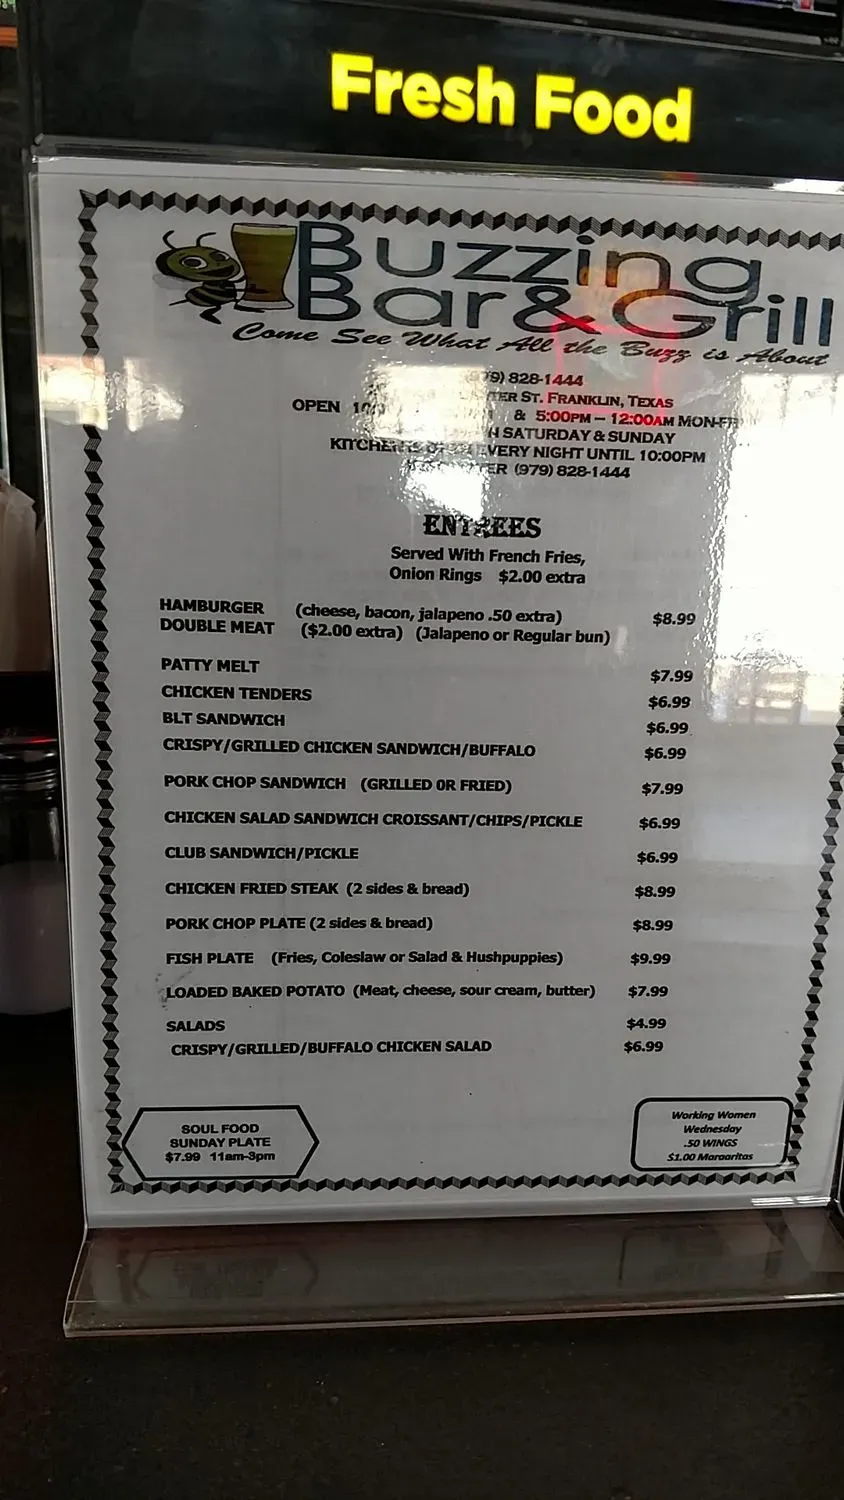 Fresh Food
Buzzing
Bar & Grill
Come See What All the Buzz is About
828-1444
St. Franklin, Texas
OPEN & 5:00PM – 12:00AM
SATURDAY & SUNDAY
NIGHT UNTIL 10:00PM
(979) 828-1444
ENTREES
Served With French Fries,
Onion Rings $2.00 extra
HAMBURGER (cheese, bacon, jalapeno .50 extra) $8.99
DOUBLE MEAT ($2.00 extra) (Jalapeno or Regular bun)
PATTY MELT $7.99
CHICKEN TENDERS $6.99
BLT SANDWICH $6.99
CRISPY/GRILLED CHICKEN SANDWICH/BUFFALO $6.99
PORK CHOP SANDWICH (GRILLED OR FRIED) $7.99
CHICKEN SALAD SANDWICH CROISSANT/CHIPS/PICKLE $6.99
CLUB SANDWICH/PICKLE $6.99
CHICKEN FRIED STEAK (2 sides & bread) $8.99
PORK CHOP PLATE (2 sides & bread) $8.99
FISH PLATE (Fries, Coleslaw or Salad & Hushpuppies) $9.99
LOADED BAKED POTATO (Meat, cheese, sour cream, butter) $7.99
SALADS $4.99
CRISPY/GRILLED/BUFFALO CHICKEN SALAD $6.99
SOUL FOOD
SUNDAY PLATE
$7.99 11am-3pm
Working Women
Wednesday
.50 WINGS
$1.00 Margaritas